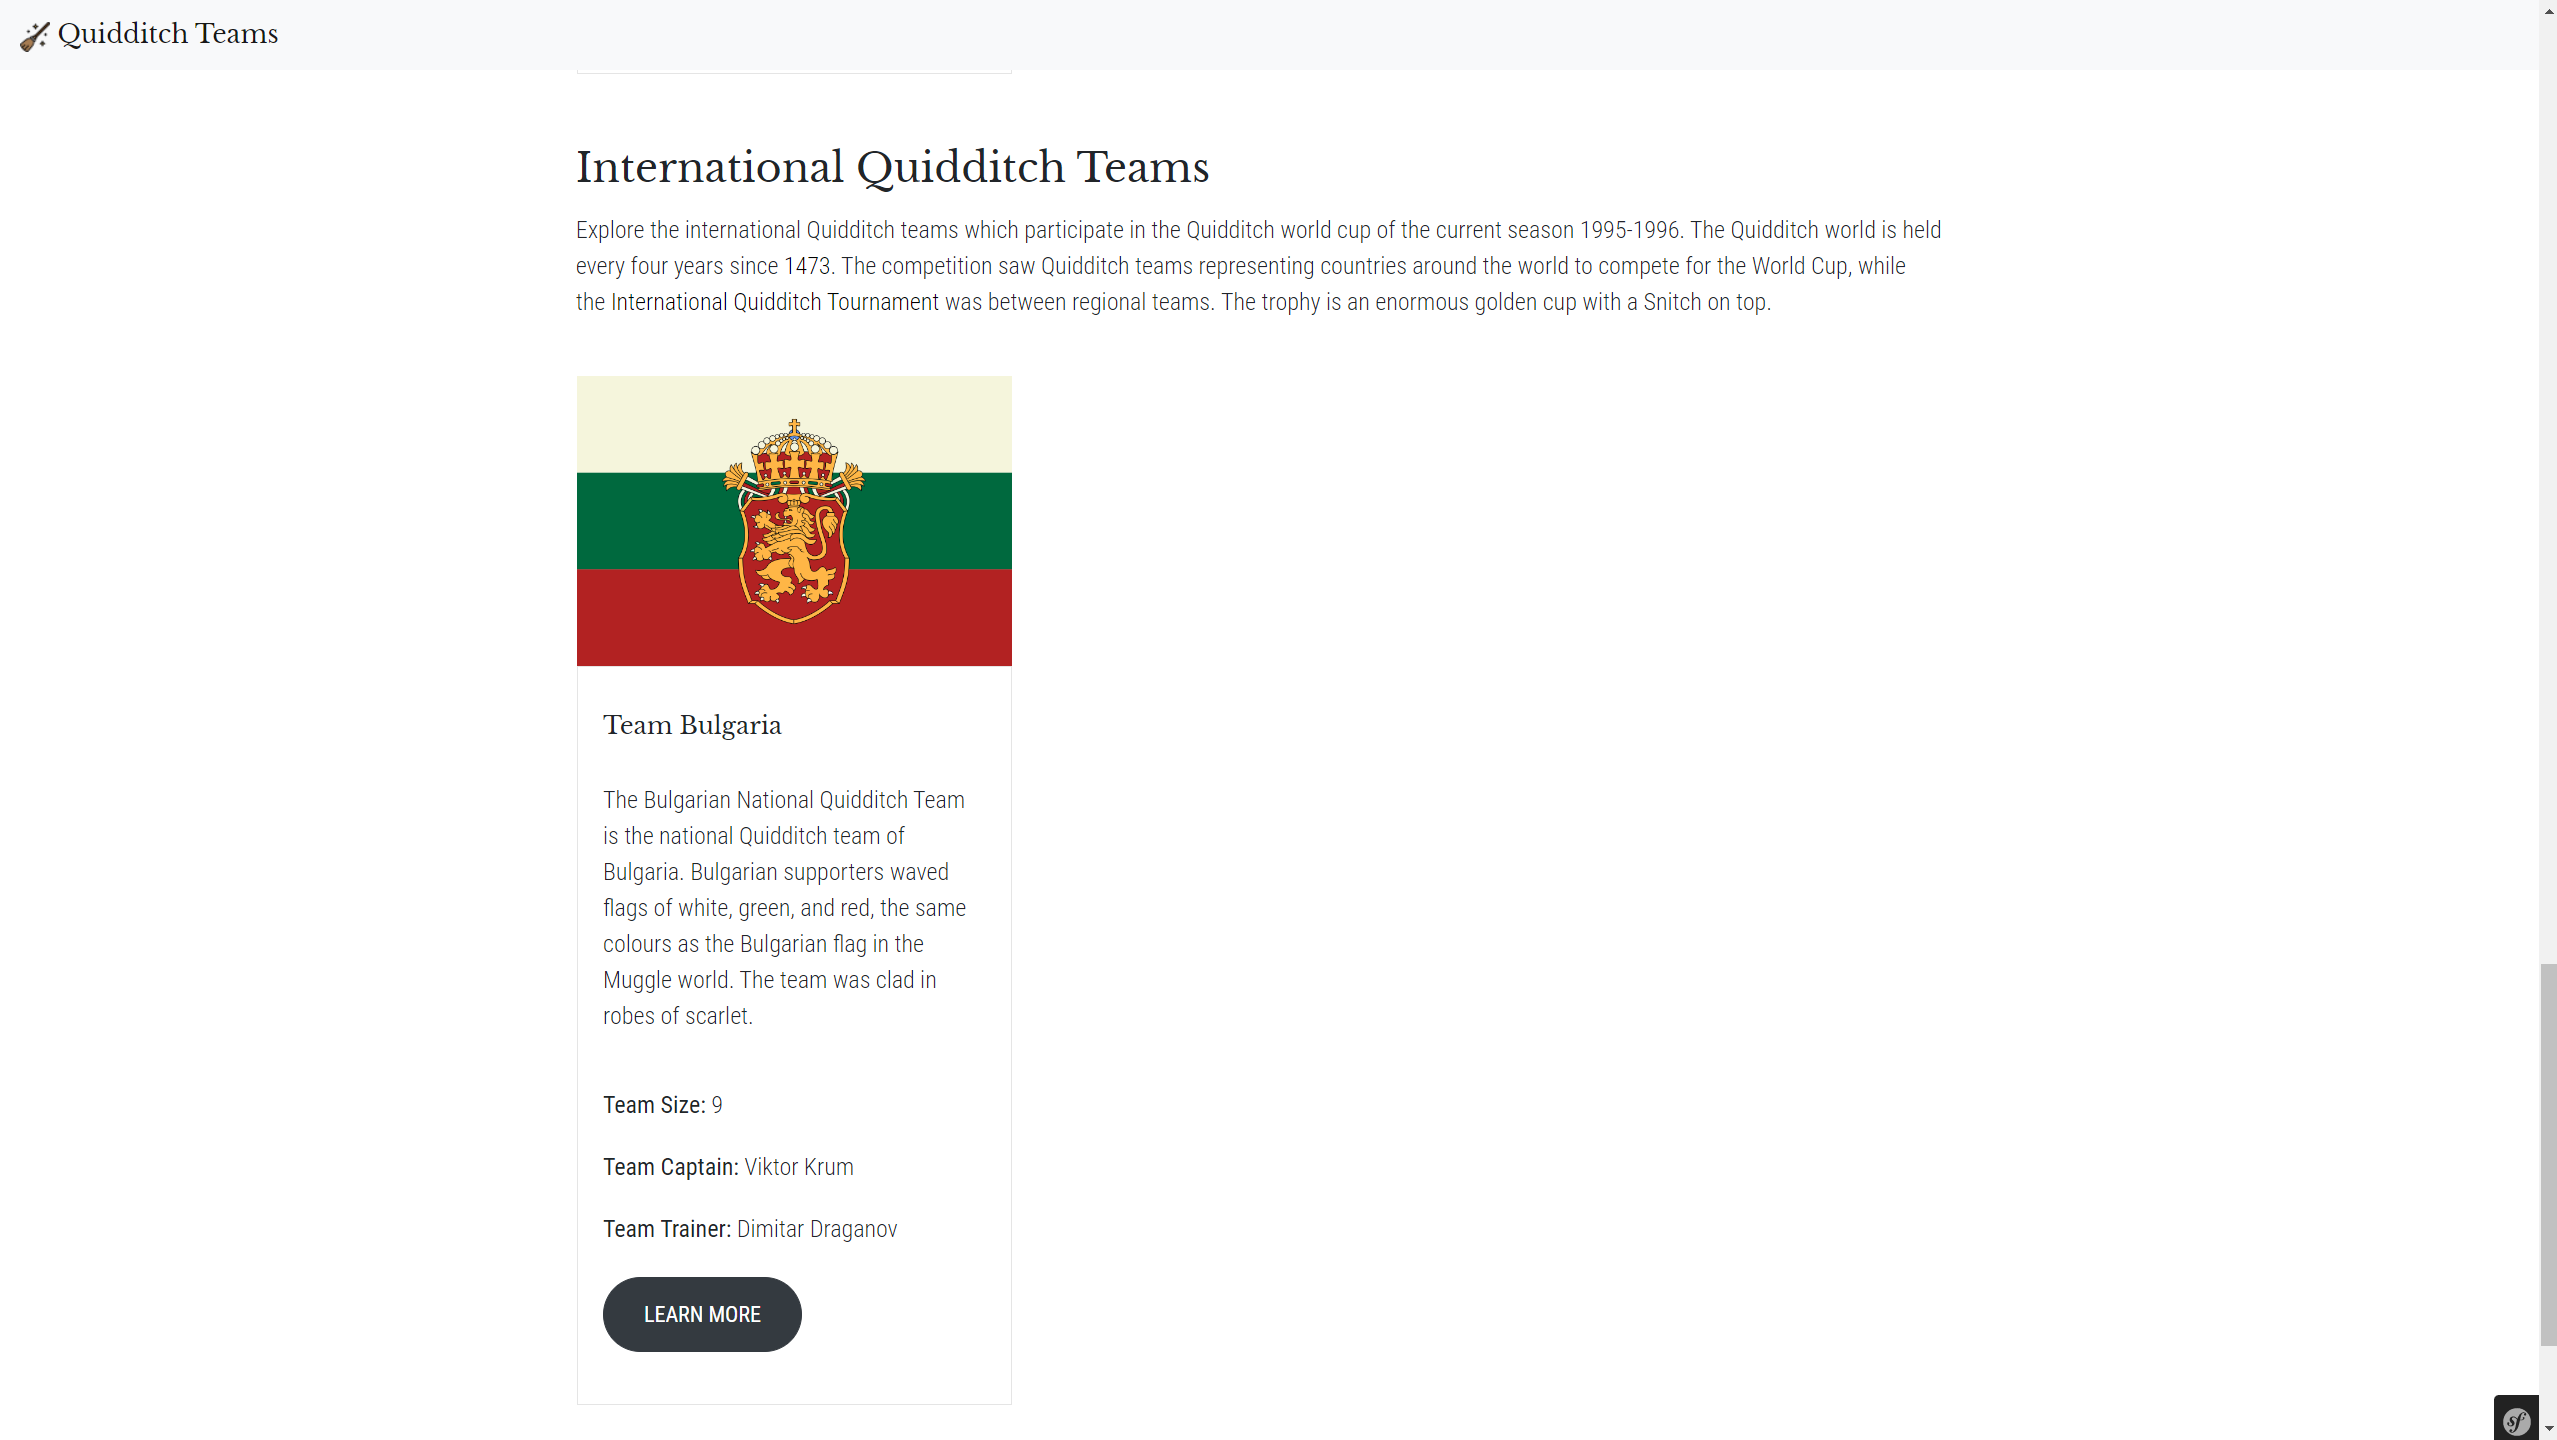 Quidditch Teams
International Quidditch Teams
Explore the international Quidditch teams which participate in the Quidditch world cup of the current season 1995-1996. The Quidditch world is held
every four years since 1473. The competition saw Quidditch teams representing countries around the world to compete for the World Cup, while
the International Quidditch Tournament was between regional teams. The trophy is an enormous golden cup with a Snitch on top.
Team Bulgaria
The Bulgarian National Quidditch Team
is the national Quidditch team of
Bulgaria. Bulgarian supporters waved
flags of white, green, and red, the same
colours as the Bulgarian flag in the
Muggle world. The team was clad in
robes of scarlet.
Team Size: 9
Team Captain: Viktor Krum
Team Trainer: Dimitar Draganov
LEARN MORE
sf